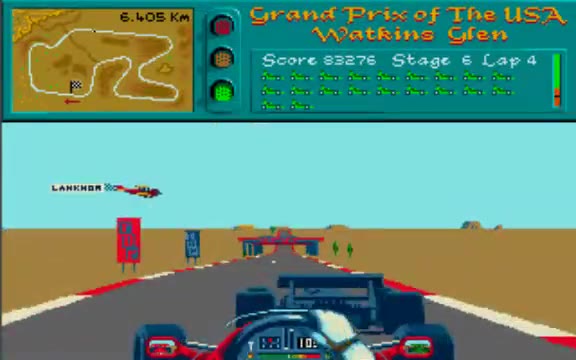 6.405 Km
Grand Prix of The USA
Watkins Glen
Score 83276 Stage 6 Lap 4
LANKHOR